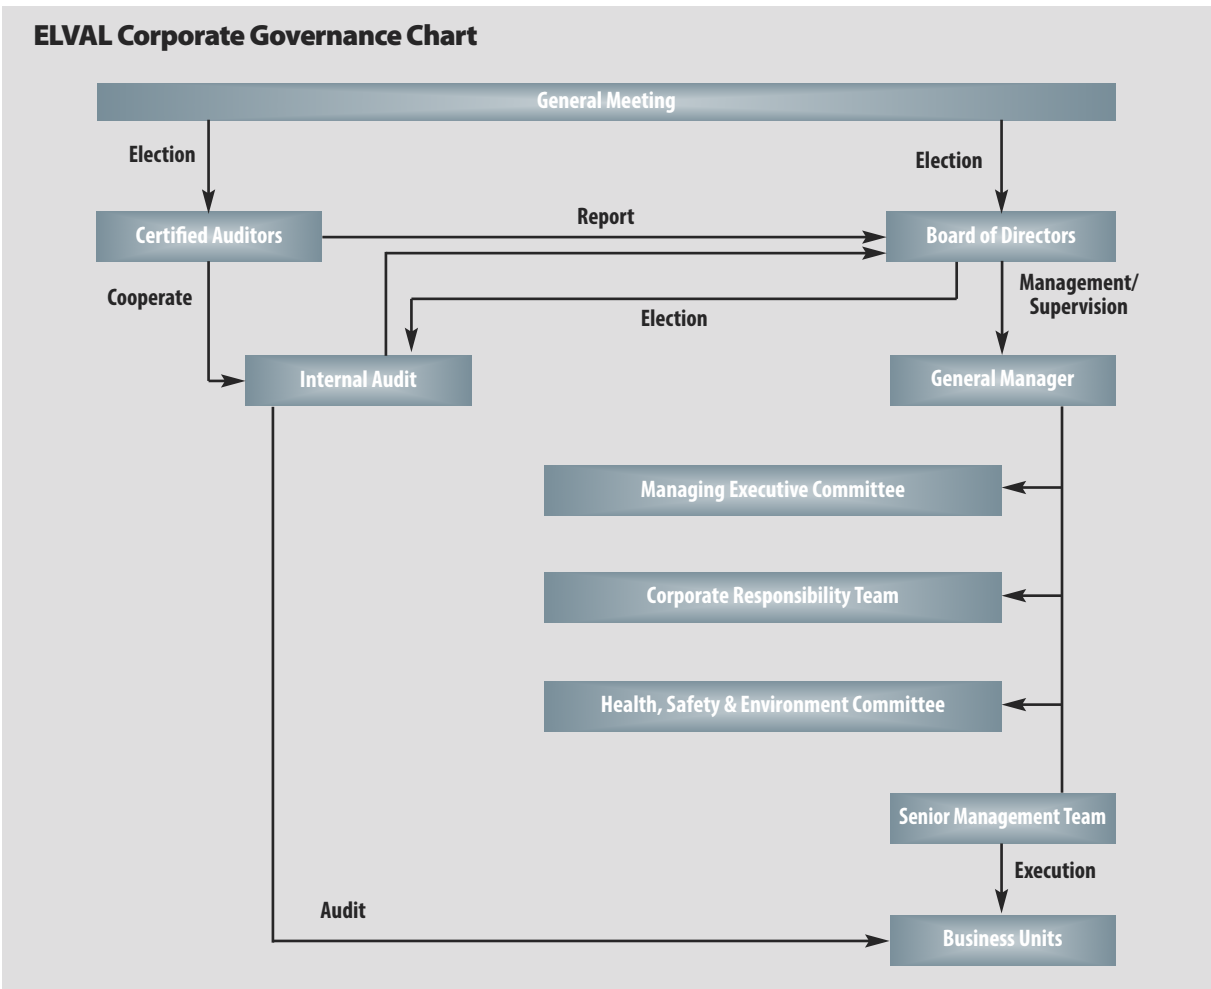 ELVAL Corporate Governance Chart
General Meeting
Election
Election
Report
Certified Auditors
Board of Directors
Cooperate
Management/
Supervision
Election
Internal Audit
General Manager
Managing Executive Committee
Corporate Responsibility Team
Health, Safety & Environment Committee
Senior Management Team
Execution
Audit
Business Units